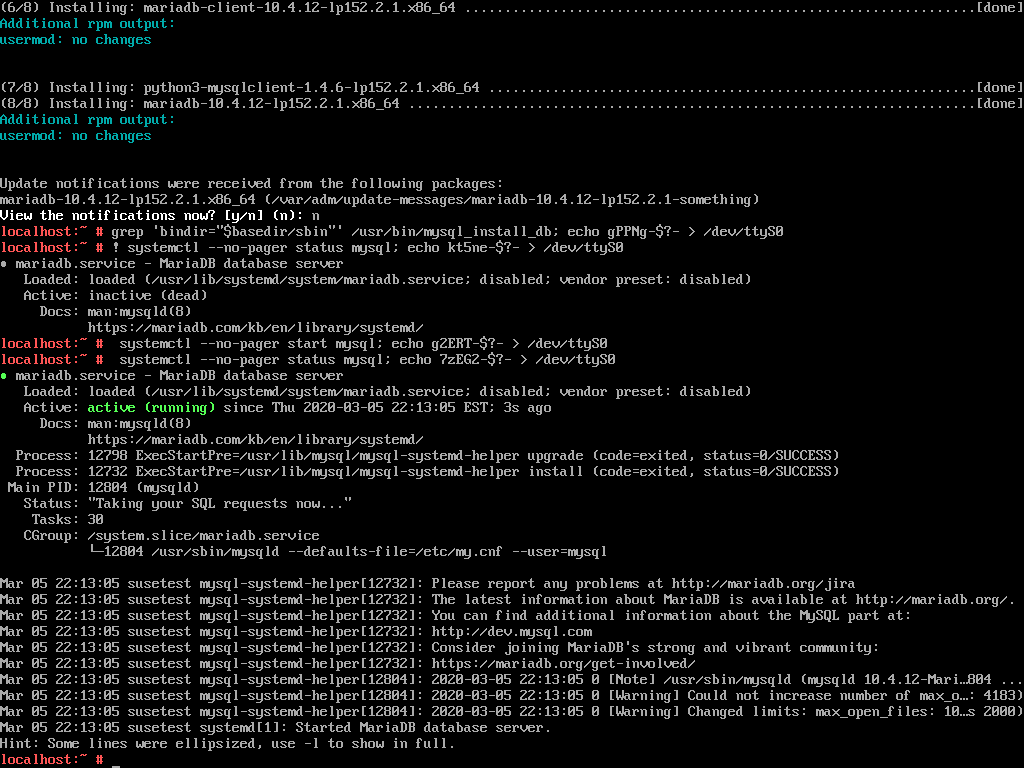 (6/8) Installing: mariadb-client-10.4.12-lp152.2.1.x86_64 ................................................................[done]
Additional rpm output:
usermod: no changes
(7/8) Installing: python3-mysqlclient-1.4.6-lp152.2.1.x86_64 .............................................................[done]
(8/8) Installing: mariadb-10.4.12-lp152.2.1.x86_64 .......................................................................[done]
Additional rpm output:
usermod: no changes
Update notifications were received from the following packages:
mariadb-10.4.12-lp152.2.1.x86_64 (/var/adm/update-messages/mariadb-10.4.12-lp152.2.1-something)
View the notifications now? [y/n] (n): n
localhost:~ # grep 'bindir="$basedir/sbin"' /usr/bin/mysql_install_db; echo gPPNg-$?- > /dev/ttyS0
localhost:~ # ! systemctl --no-pager status mysql; echo kt5ne-$?- > /dev/ttyS0
● mariadb.service - MariaDB database server
   Loaded: loaded (/usr/lib/systemd/system/mariadb.service; disabled; vendor preset: disabled)
   Active: inactive (dead)
     Docs: man:mysqld(8)
           https://mariadb.com/kb/en/library/systemd/
localhost:~ #  systemctl --no-pager start mysql; echo g2ERT-$?- > /dev/ttyS0
localhost:~ #  systemctl --no-pager status mysql; echo 7zEG2-$?- > /dev/ttyS0
● mariadb.service - MariaDB database server
   Loaded: loaded (/usr/lib/systemd/system/mariadb.service; disabled; vendor preset: disabled)
   Active: active (running) since Thu 2020-03-05 22:13:05 EST; 3s ago
     Docs: man:mysqld(8)
           https://mariadb.com/kb/en/library/systemd/
  Process: 12798 ExecStartPre=/usr/lib/mysql/mysql-systemd-helper upgrade (code=exited, status=0/SUCCESS)
  Process: 12732 ExecStartPre=/usr/lib/mysql/mysql-systemd-helper install (code=exited, status=0/SUCCESS)
 Main PID: 12804 (mysqld)
   Status: "Taking your SQL requests now..."
    Tasks: 30
   CGroup: /system.slice/mariadb.service
           └─12804 /usr/sbin/mysqld --defaults-file=/etc/my.cnf --user=mysql
Mar 05 22:13:05 susetest mysql-systemd-helper[12732]: Please report any problems at http://mariadb.org/jira
Mar 05 22:13:05 susetest mysql-systemd-helper[12732]: The latest information about MariaDB is available at http://mariadb.org/.
Mar 05 22:13:05 susetest mysql-systemd-helper[12732]: You can find additional information about the MySQL part at:
Mar 05 22:13:05 susetest mysql-systemd-helper[12732]: http://dev.mysql.com
Mar 05 22:13:05 susetest mysql-systemd-helper[12732]: Consider joining MariaDB's strong and vibrant community:
Mar 05 22:13:05 susetest mysql-systemd-helper[12732]: https://mariadb.org/get-involved/
Mar 05 22:13:05 susetest mysql-systemd-helper[12804]: 2020-03-05 22:13:05 0 [Note] /usr/sbin/mysqld (mysqld 10.4.12-Mari…804 ...
Mar 05 22:13:05 susetest mysql-systemd-helper[12804]: 2020-03-05 22:13:05 0 [Warning] Could not increase number of max_o…: 4183)
Mar 05 22:13:05 susetest mysql-systemd-helper[12804]: 2020-03-05 22:13:05 0 [Warning] Changed limits: max_open_files: 10…s 2000)
Mar 05 22:13:05 susetest systemd[1]: Started MariaDB database server.
Hint: Some lines were ellipsized, use -l to show in full.
localhost:~ # _